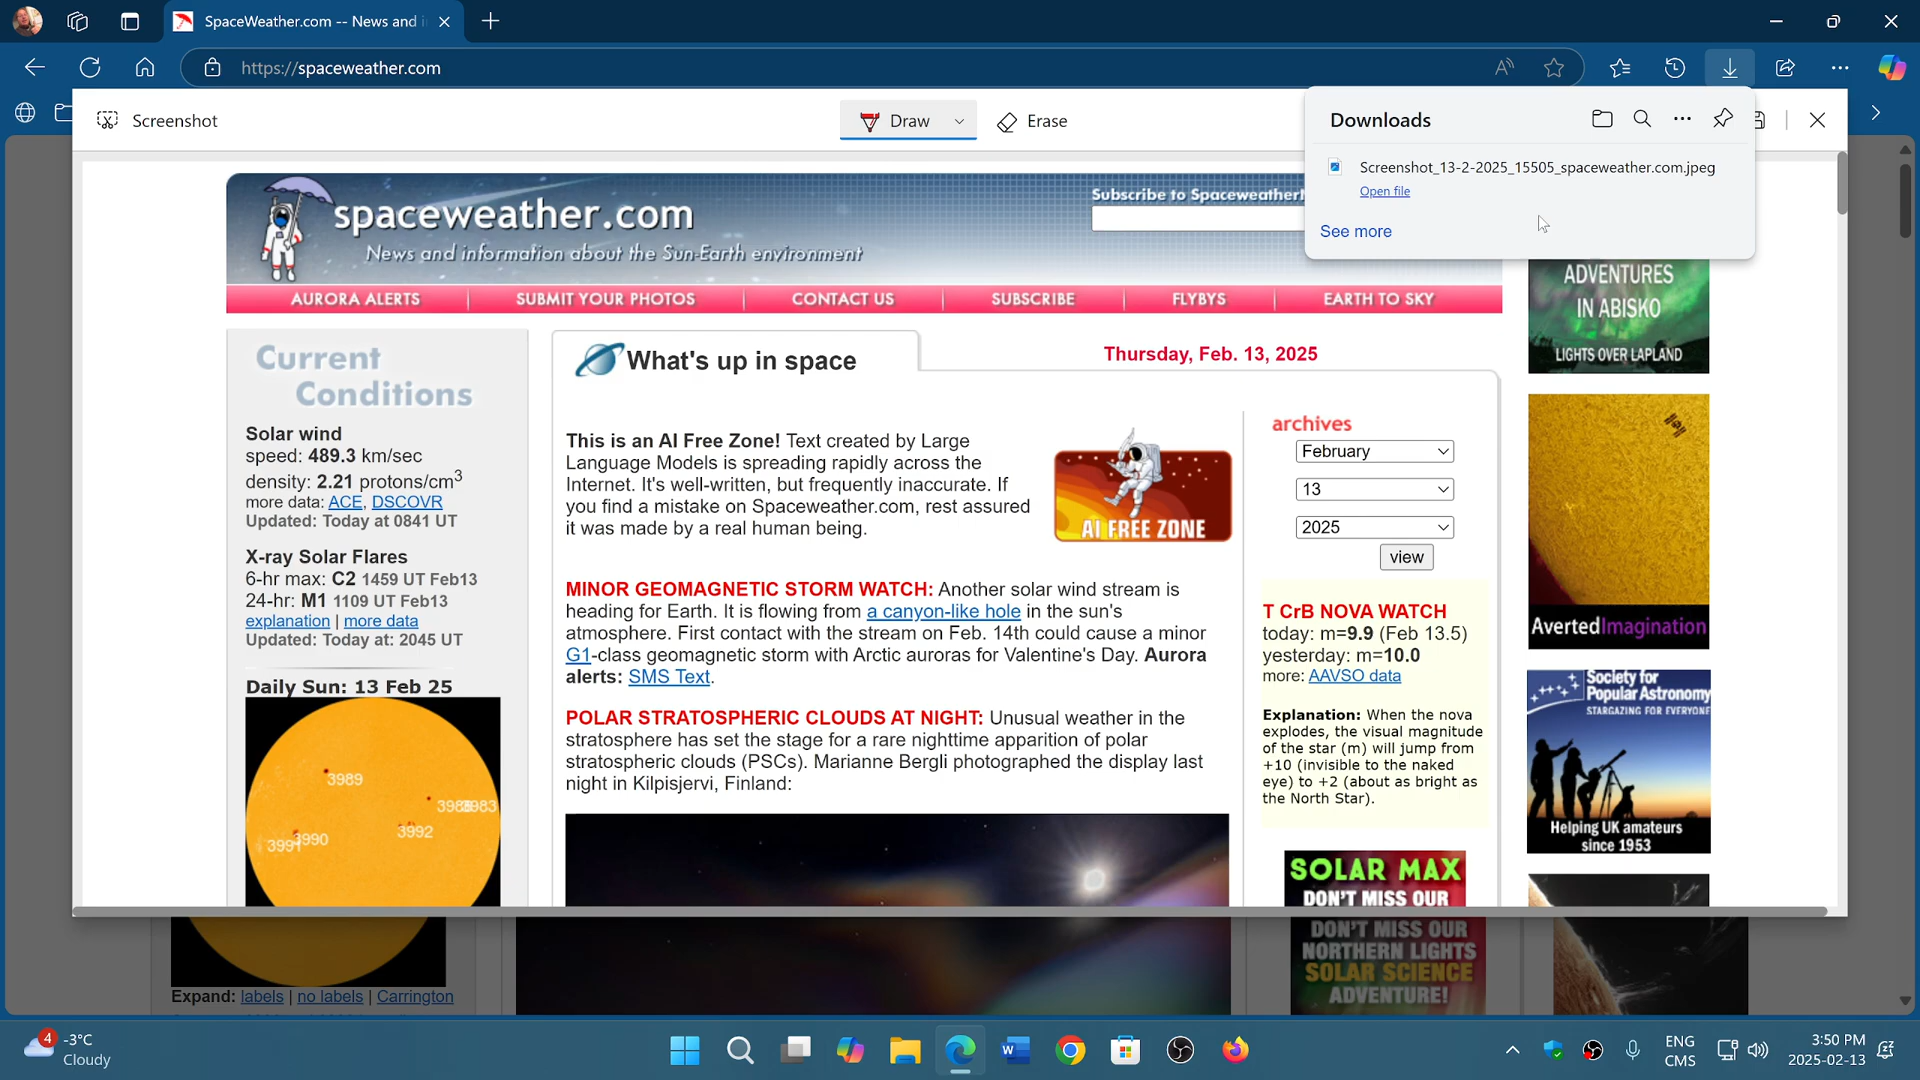 SpaceWeather.com -- News and i
https://spaceweather.com
Screenshot
Draw
Erase
Downloads
Screenshot_13-2-2025_15505_spaceweather.com.jpeg
Open file
See more
spaceweather.com
News and information about the Sun-Earth environment
Subscribe to Spaceweather
AURORA ALERTS
SUBMIT YOUR PHOTOS
CONTACT US
SUBSCRIBE
FLYBYS
EARTH TO SKY
Current
Conditions
Solar wind
speed: 489.3 km/sec
density: 2.21 protons/cm3
more data: ACE, DSCOVR
Updated: Today at 0841 UT
X-ray Solar Flares
6-hr max: C2 1459 UT Feb13
24-hr: M1 1109 UT Feb13
explanation | more data
Updated: Today at: 2045 UT
Daily Sun: 13 Feb 25
3989
3983
3992
3990
3991
Expand: labels | no labels | Carrington
What's up in space
Thursday, Feb. 13, 2025
This is an AI Free Zone! Text created by Large
Language Models is spreading rapidly across the
Internet. It's well-written, but frequently inaccurate. If
you find a mistake on Spaceweather.com, rest assured
it was made by a real human being.
AI FREE ZONE
MINOR GEOMAGNETIC STORM WATCH: Another solar wind stream is
heading for Earth. It is flowing from a canyon-like hole in the sun's
atmosphere. First contact with the stream on Feb. 14th could cause a minor
G1-class geomagnetic storm with Arctic auroras for Valentine's Day. Aurora
alerts: SMS Text.
POLAR STRATOSPHERIC CLOUDS AT NIGHT: Unusual weather in the
stratosphere has set the stage for a rare nighttime apparition of polar
stratospheric clouds (PSCs). Marianne Bergli photographed the display last
night in Kilpisjervi, Finland:
archives
February
13
2025
view
T CrB NOVA WATCH
today: m=9.9 (Feb 13.5)
yesterday: m=10.0
more: AAVSO data
Explanation: When the nova
explodes, the visual magnitude
of the star (m) will jump from
+10 (invisible to the naked
eye) to +2 (about as bright as
the North Star).
SOLAR MAX
DON'T MISS OUR
DON'T MISS OUR
NORTHERN LIGHTS
SOLAR SCIENCE
ADVENTURE!
ADVENTURES
IN ABISKO
LIGHTS OVER LAPLAND
AvertedImagination
Society for
Popular Astronomy
STARGAZING FOR EVERYONE
Helping UK amateurs
since 1953
4
-3°C
Cloudy
ENG
CMS
3:50 PM
2025-02-13